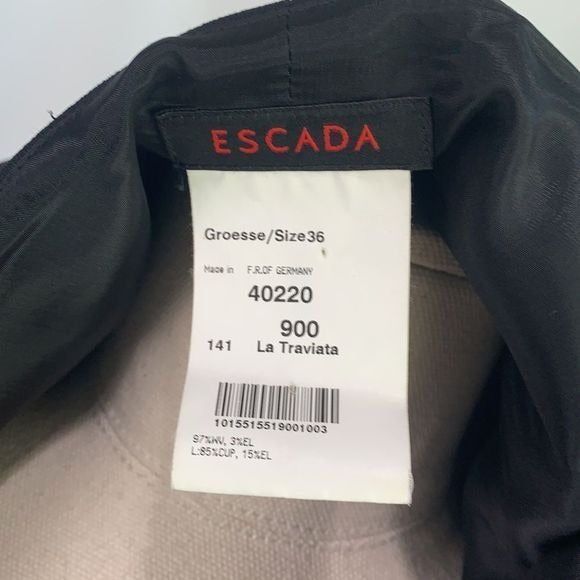 ESCADA
Groesse/Size36
Made in F.R.OF GERMANY
40220
900
141 La Traviata
1015515519001003
97%WV, 3%EL
L:85%CUP, 15%EL